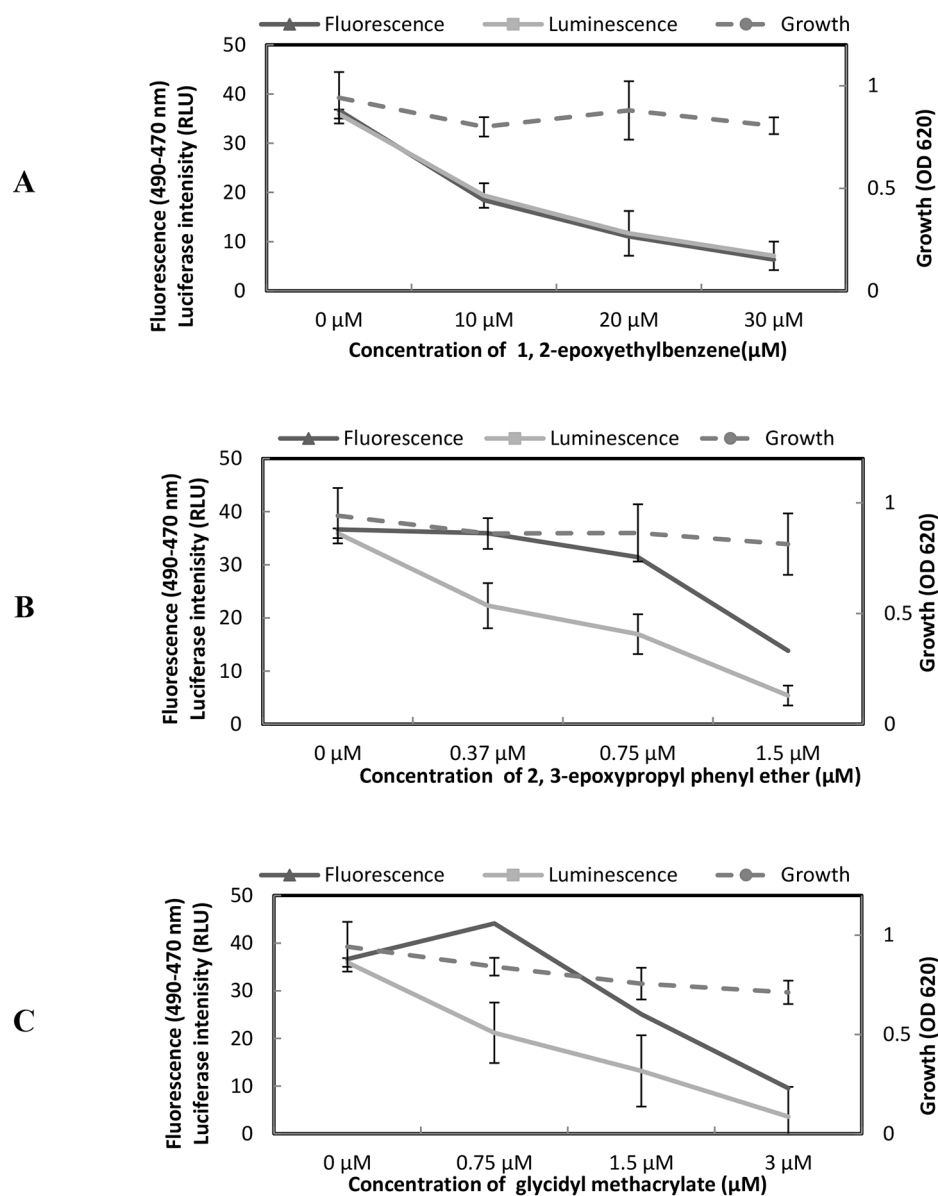 Fluorescence Luminescence Growth
50
40
30
20
10
0
1
0.5
0
A
Fluorescence (490-470 nm)
Luciferase intenisity (RLU)
Growth (OD 620)
0 µM 10 µM 20 µM 30 µM
Concentration of 1, 2-epoxyethylbenzene(µM)
Fluorescence Luminescence Growth
50
40
30
20
10
0
1
0.5
0
B
Fluorescence (490-470 nm)
Luciferase intenisity (RLU)
Growth (OD 620)
0 µM 0.37 µM 0.75 µM 1.5 µM
Concentration of 2, 3-epoxypropyl phenyl ether (µM)
Fluorescence Luminescence Growth
50
40
30
20
10
0
1
0.5
0
C
Fluorescence (490-470 nm)
Luciferase intenisity (RLU)
Growth (OD 620)
0 µM 0.75 µM 1.5 µM 3 µM
Concentration of glycidyl methacrylate (µM)